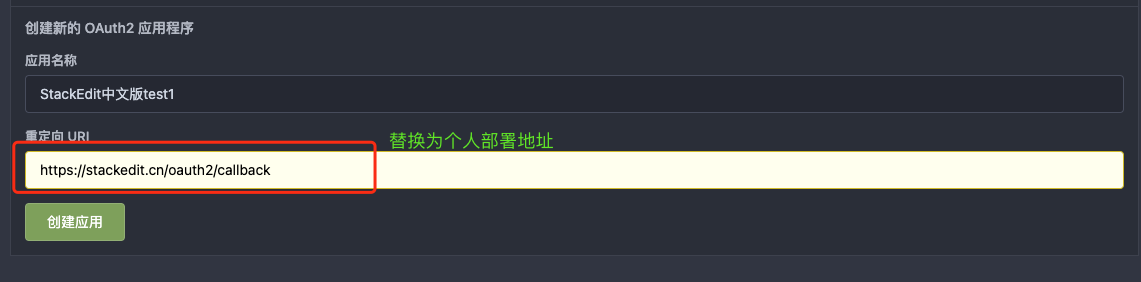 创建新的 OAuth2 应用程序
应用名称
StackEdit中文版test1
重定向 URI
替换为个人部署地址
https://stackedit.cn/oauth2/callback
创建应用